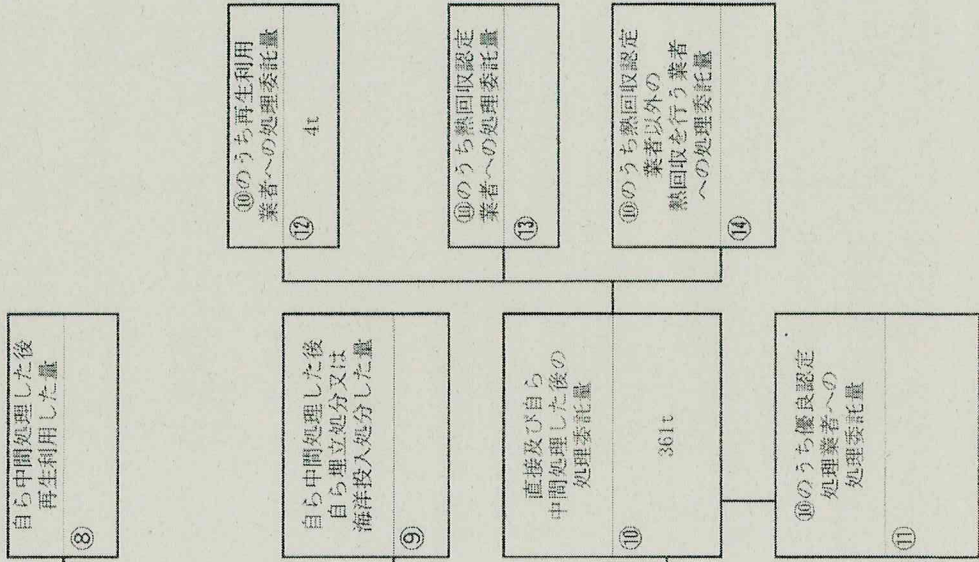 自ら中間処理した後
再生利用した量
⑧
自ら中間処理した後
自ら埋立処分又は
海洋投入処分した量
⑨
直接及び自ら
中間処理した後の
処理委託量
⑩
361t
⑩のうち優良認定
処理業者への
処理委託量
⑪
⑩のうち再生利用
業者への処理委託量
⑫
4t
⑩のうち熱回収認定
業者への処理委託量
⑬
⑩のうち熱回収認定
業者以外の
熱回収を行う業者
への処理委託量
⑭